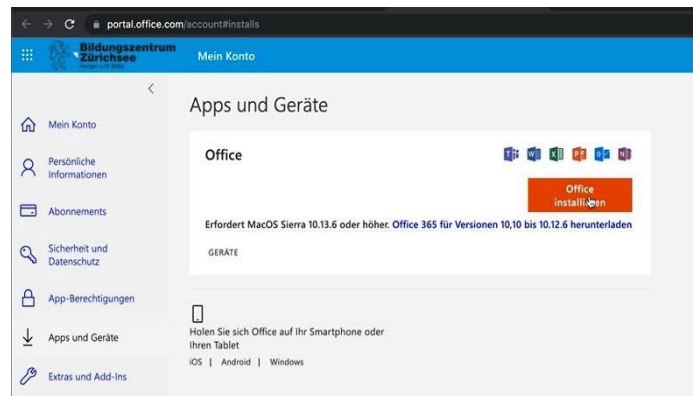 portal.office.com/account#installs
Bildungszentrum
Zürichsee
Horgen und Stäfa
Mein Konto
Apps und Geräte
Mein Konto
Persönliche
Informationen
Abonnements
Sicherheit und
Datenschutz
App-Berechtigungen
Apps und Geräte
Extras und Add-Ins
Office
Office
installieren
Erfordert MacOS Sierra 10.13.6 oder höher. Office 365 für Versionen 10,10 bis 10.12.6 herunterladen
GERÄTE
Holen Sie sich Office auf Ihr Smartphone oder
Ihren Tablet
iOS | Android | Windows